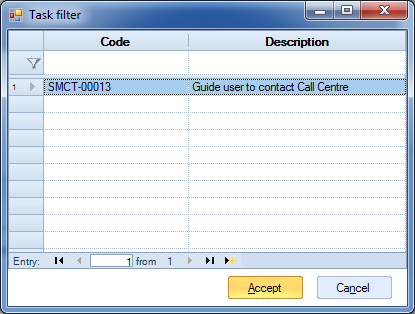 Task filter
Code Description
1 SMCT-00013 Guide user to contact Call Centre
Entry: 1 from 1
Accept Cancel